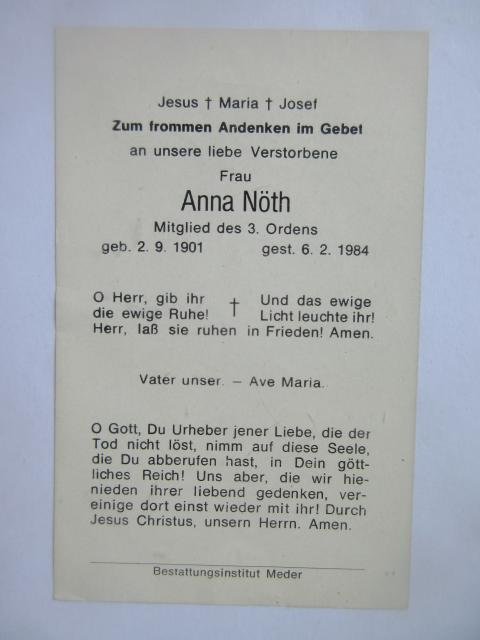 Jesus † Maria † Josef
Zum frommen Andenken im Gebet
an unsere liebe Verstorbene
Frau
Anna Nöth
Mitglied des 3. Ordens
geb. 2. 9. 1901 gest. 6. 2. 1984
O Herr, gib ihr † Und das ewige
die ewige Ruhe! Licht leuchte ihr!
Herr, laß sie ruhen in Frieden! Amen.
Vater unser. – Ave Maria.
O Gott, Du Urheber jener Liebe, die der
Tod nicht löst, nimm auf diese Seele,
die Du abberufen hast, in Dein gött-
liches Reich! Uns aber, die wir hie-
nieden ihrer liebend gedenken, ver-
einige dort einst wieder mit ihr! Durch
Jesus Christus, unsern Herrn. Amen.
Bestattungsinstitut Meder